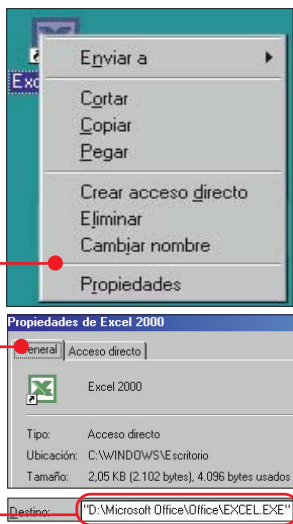 Exc
Enviar a
Cortar
Copiar
Pegar
Crear acceso directo
Eliminar
Cambiar nombre
Propiedades
Propiedades de Excel 2000
General
Acceso directo
Excel 2000
Tipo: Acceso directo
Ubicación: C:\WINDOWS\Escritorio
Tamaño: 2,05 KB (2.102 bytes), 4.096 bytes usados
Destino: "D:\Microsoft Office\Office\EXCEL.EXE"